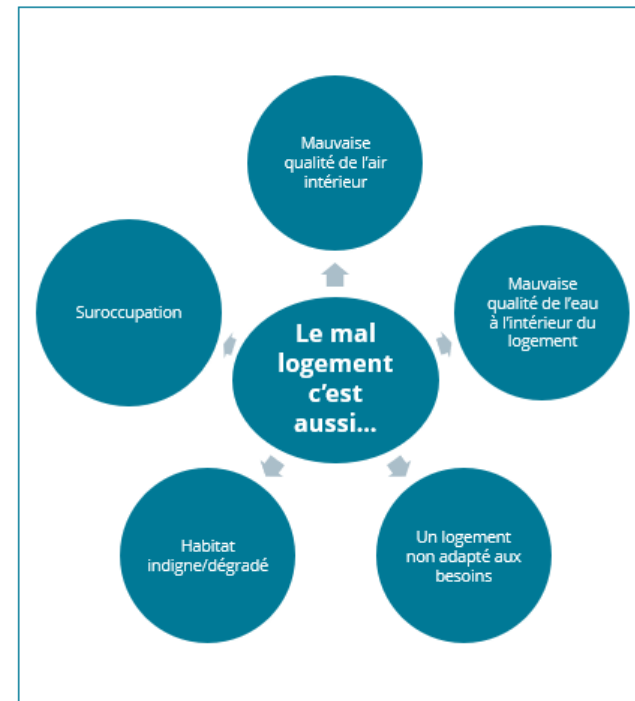 Mauvaise
qualité de l'air
intérieur
Suroccupation
Mauvaise
qualité de l'eau
à l'intérieur du
logement
Le mal
logement
c'est
aussi...
Habitat
indigne/dégradé
Un logement
non adapté aux
besoins